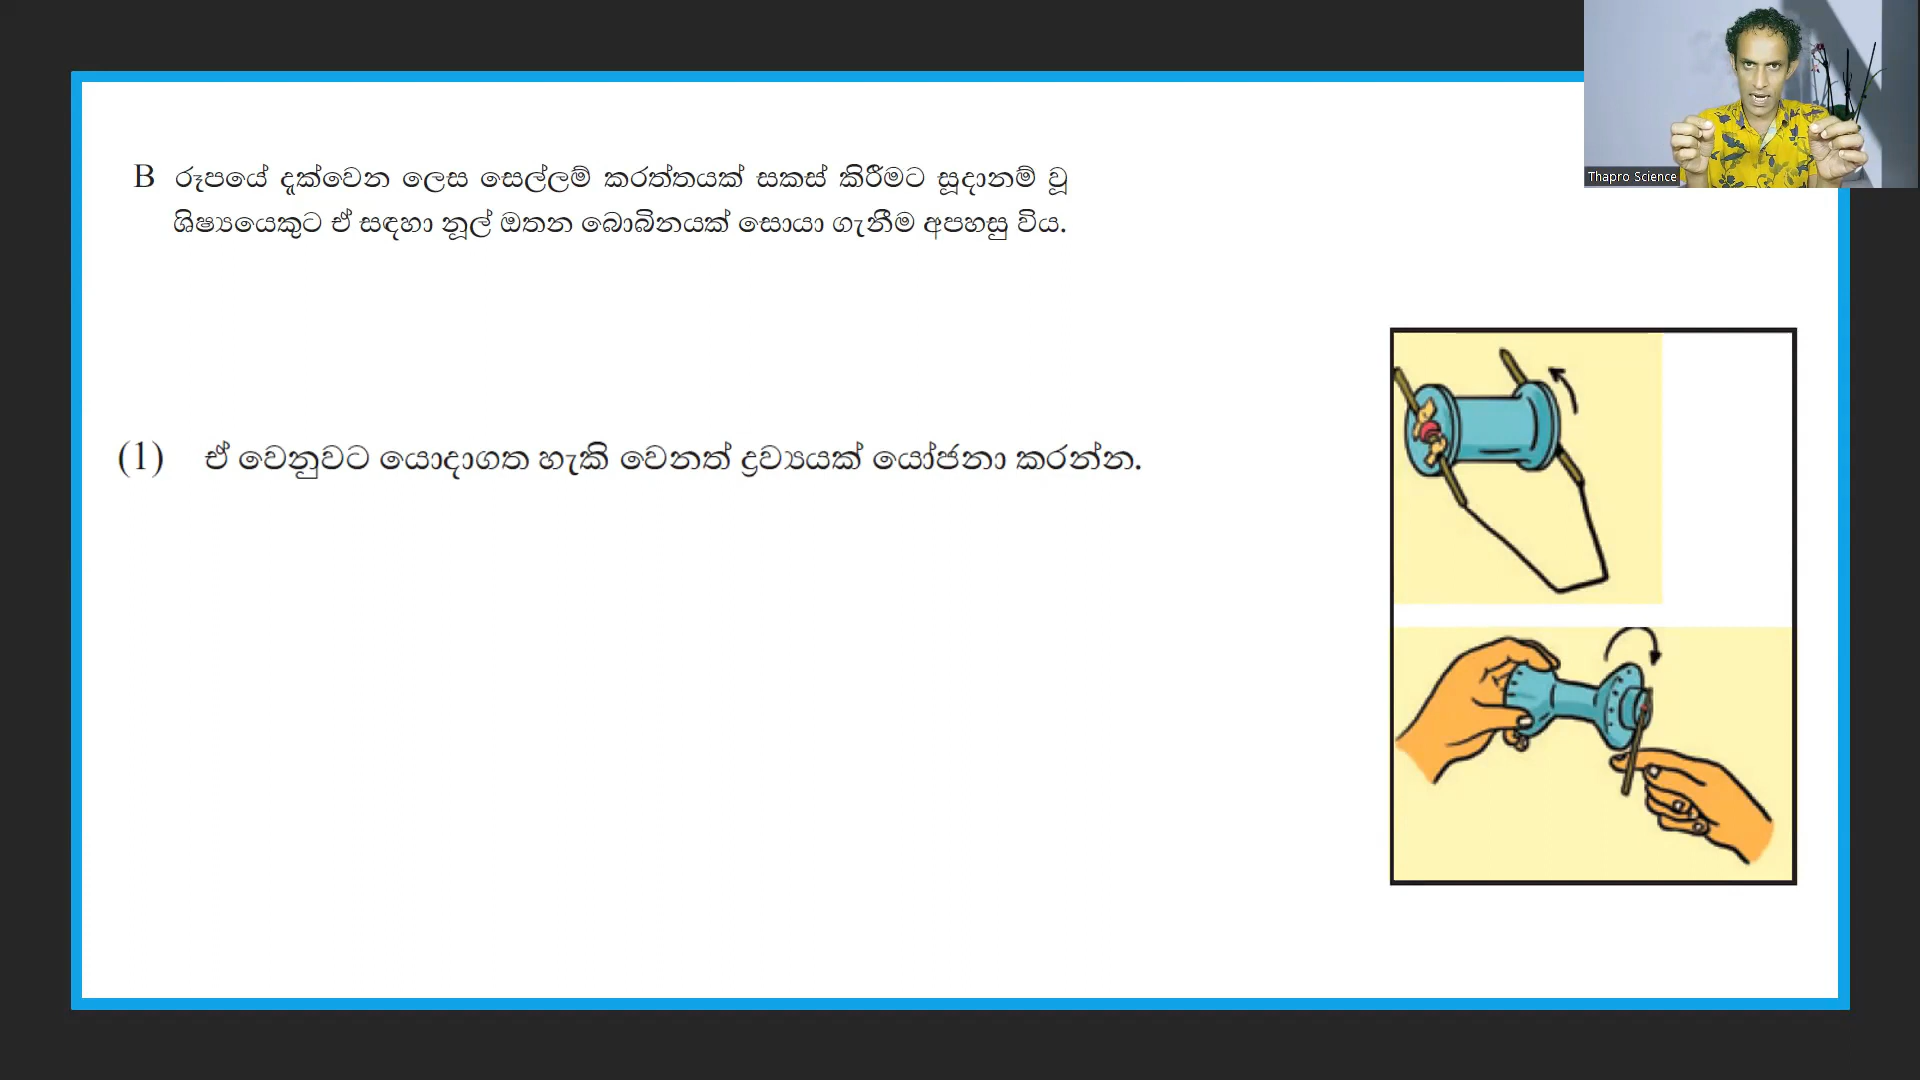 B රූපයේ දැක්වෙන ලෙස සෙල්ලම් කරත්තයක් සකස් කිරීමට සූදානම් වූ
ශිෂ්‍යයෙකුට ඒ සඳහා නූල් ඔතන බොබිනයක් සොයා ගැනීම අපහසු විය.
(1) ඒ වෙනුවට යොදාගත හැකි වෙනත් ද්‍රව්‍යයක් යෝජනා කරන්න.
Thapro Science